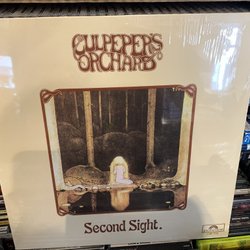 CULPEPER'S
ORCHARD
Second Sight.